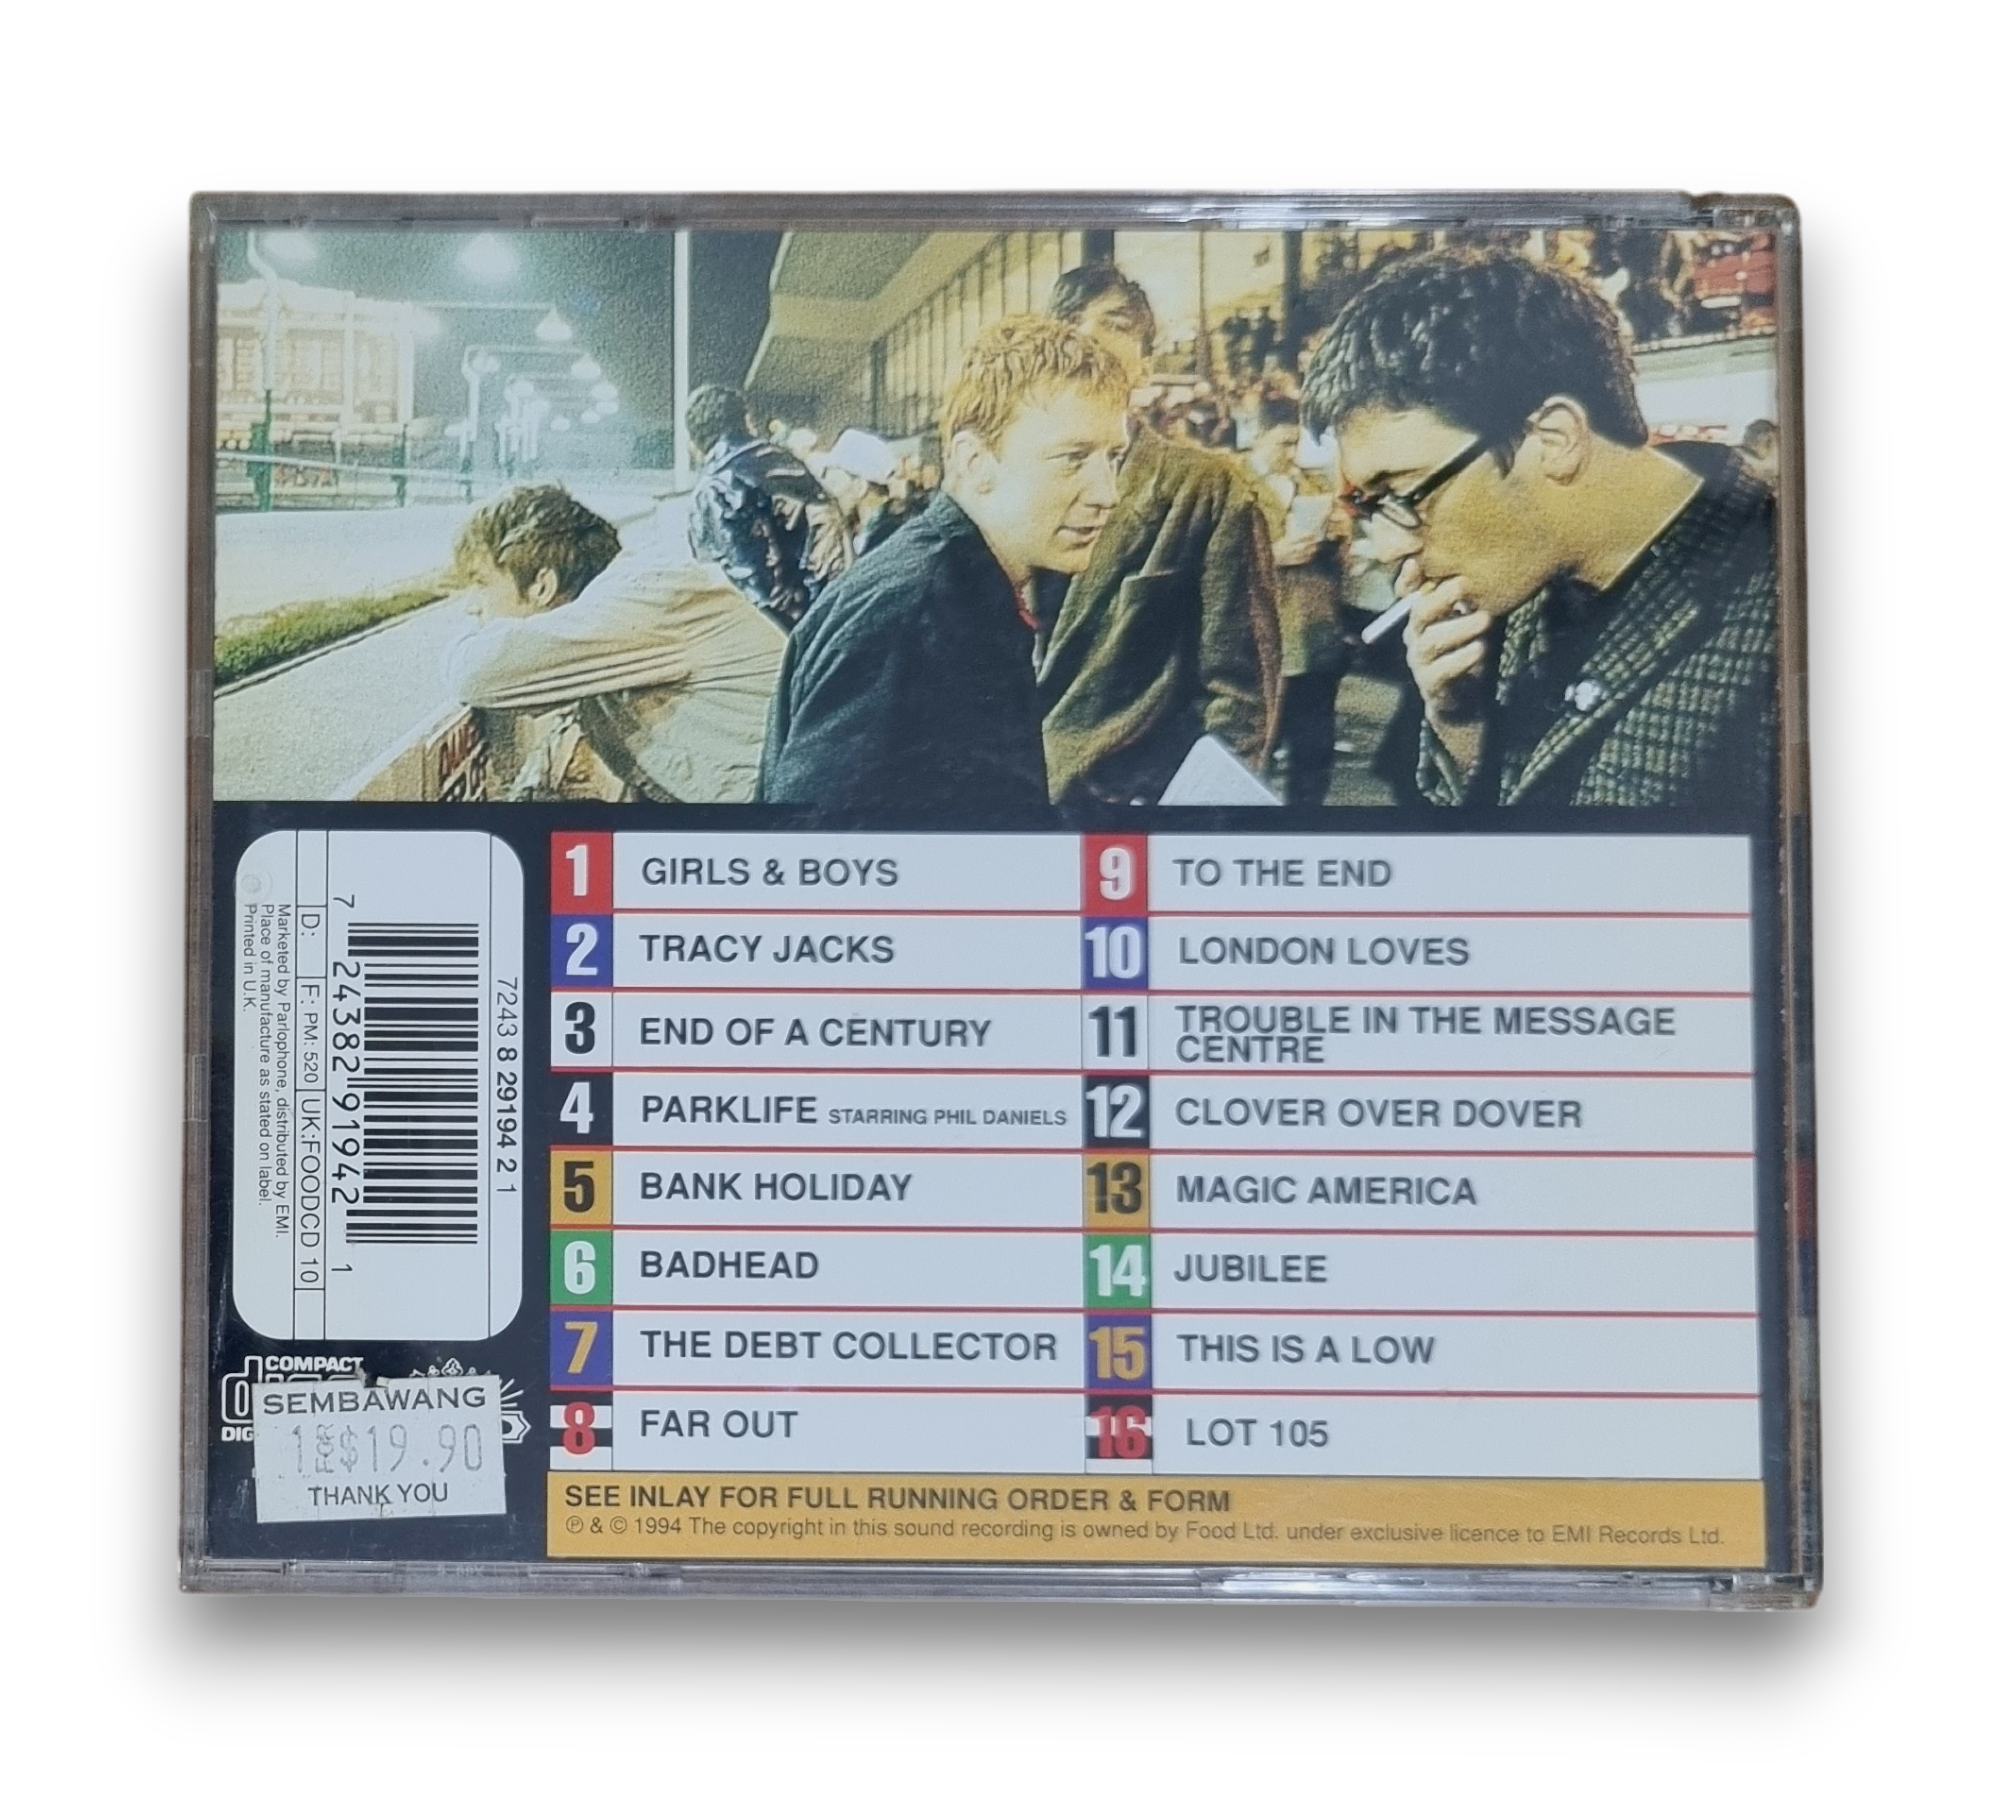 DANGER
1 GIRLS & BOYS
2 TRACY JACKS
3 END OF A CENTURY
4 PARKLIFE STARRING PHIL DANIELS
5 BANK HOLIDAY
6 BADHEAD
7 THE DEBT COLLECTOR
8 FAR OUT
9 TO THE END
10 LONDON LOVES
11 TROUBLE IN THE MESSAGE
CENTRE
12 CLOVER OVER DOVER
13 MAGIC AMERICA
14 JUBILEE
15 THIS IS A LOW
16 LOT 105
SEE INLAY FOR FULL RUNNING ORDER & FORM
℗ & © 1994 The copyright in this sound recording is owned by Food Ltd. under exclusive licence to EMI Records Ltd.
7243 8 29194 2 1
7 24382 91942 1
D: F: PM: 520 UK:FOODCD 10
Marketed by Parlophone, distributed by EMI.
Place of manufacture as stated on label.
Printed in U.K.
COMPACT
SEMBAWANG
$19.90
THANK YOU